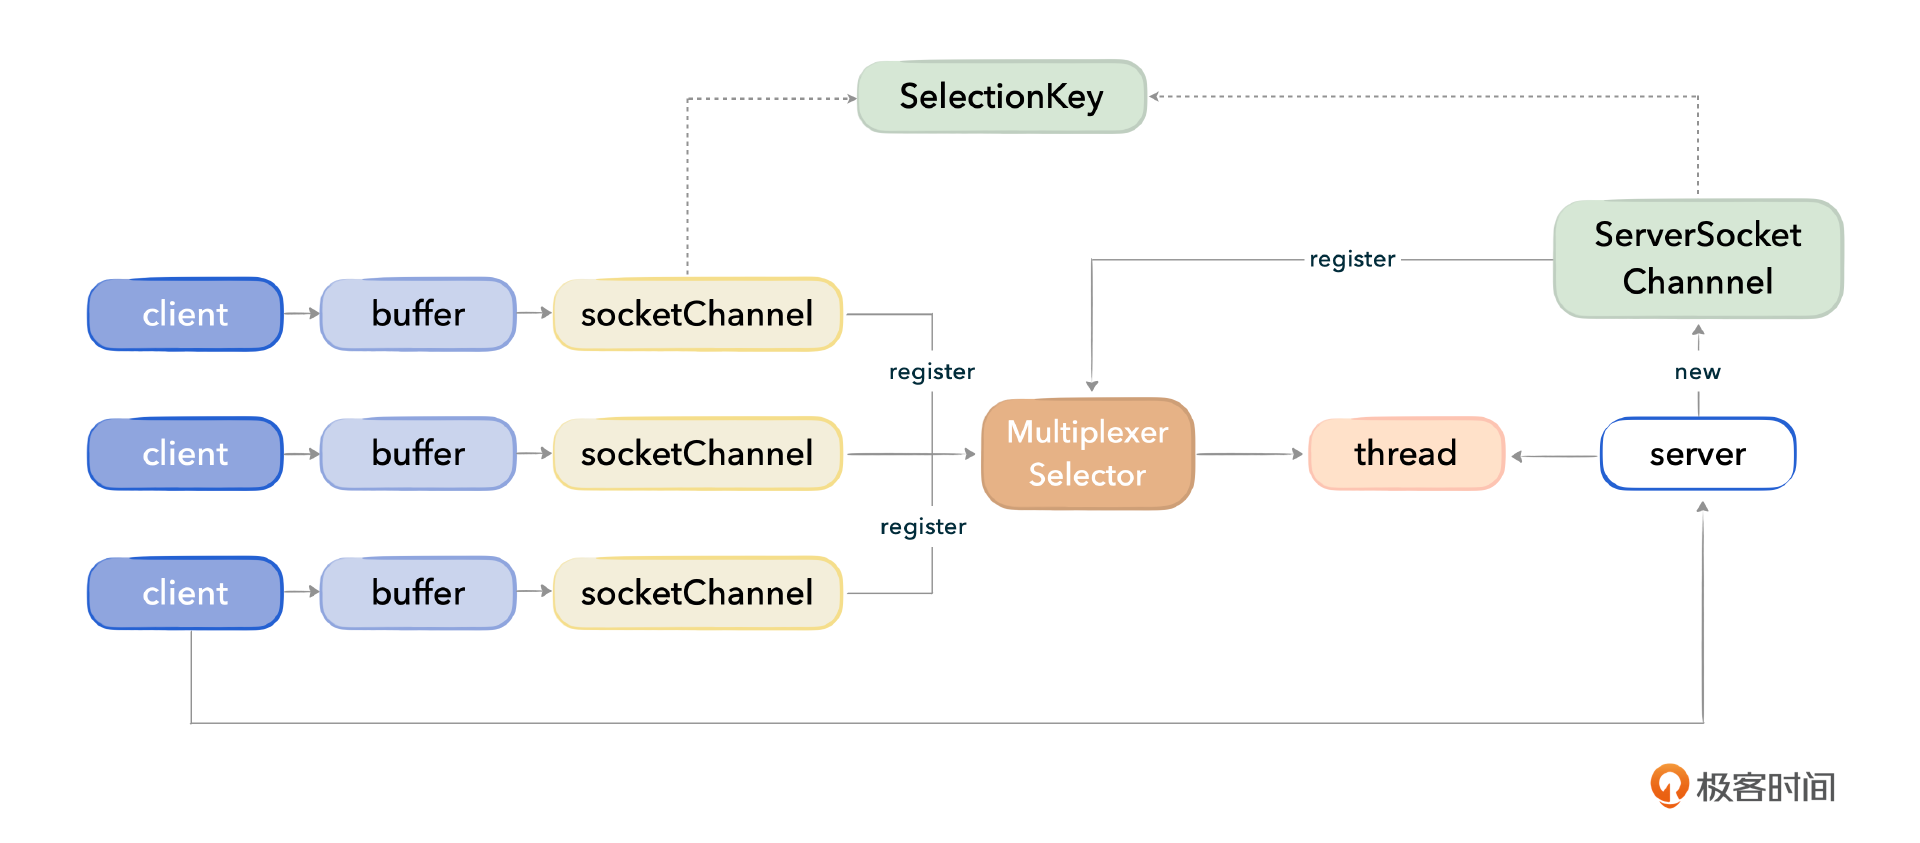 SelectionKey
ServerSocket
Channnel
register
client
buffer
socketChannel
register
new
client
buffer
socketChannel
Multiplexer
Selector
thread
server
register
client
buffer
socketChannel
极客时间